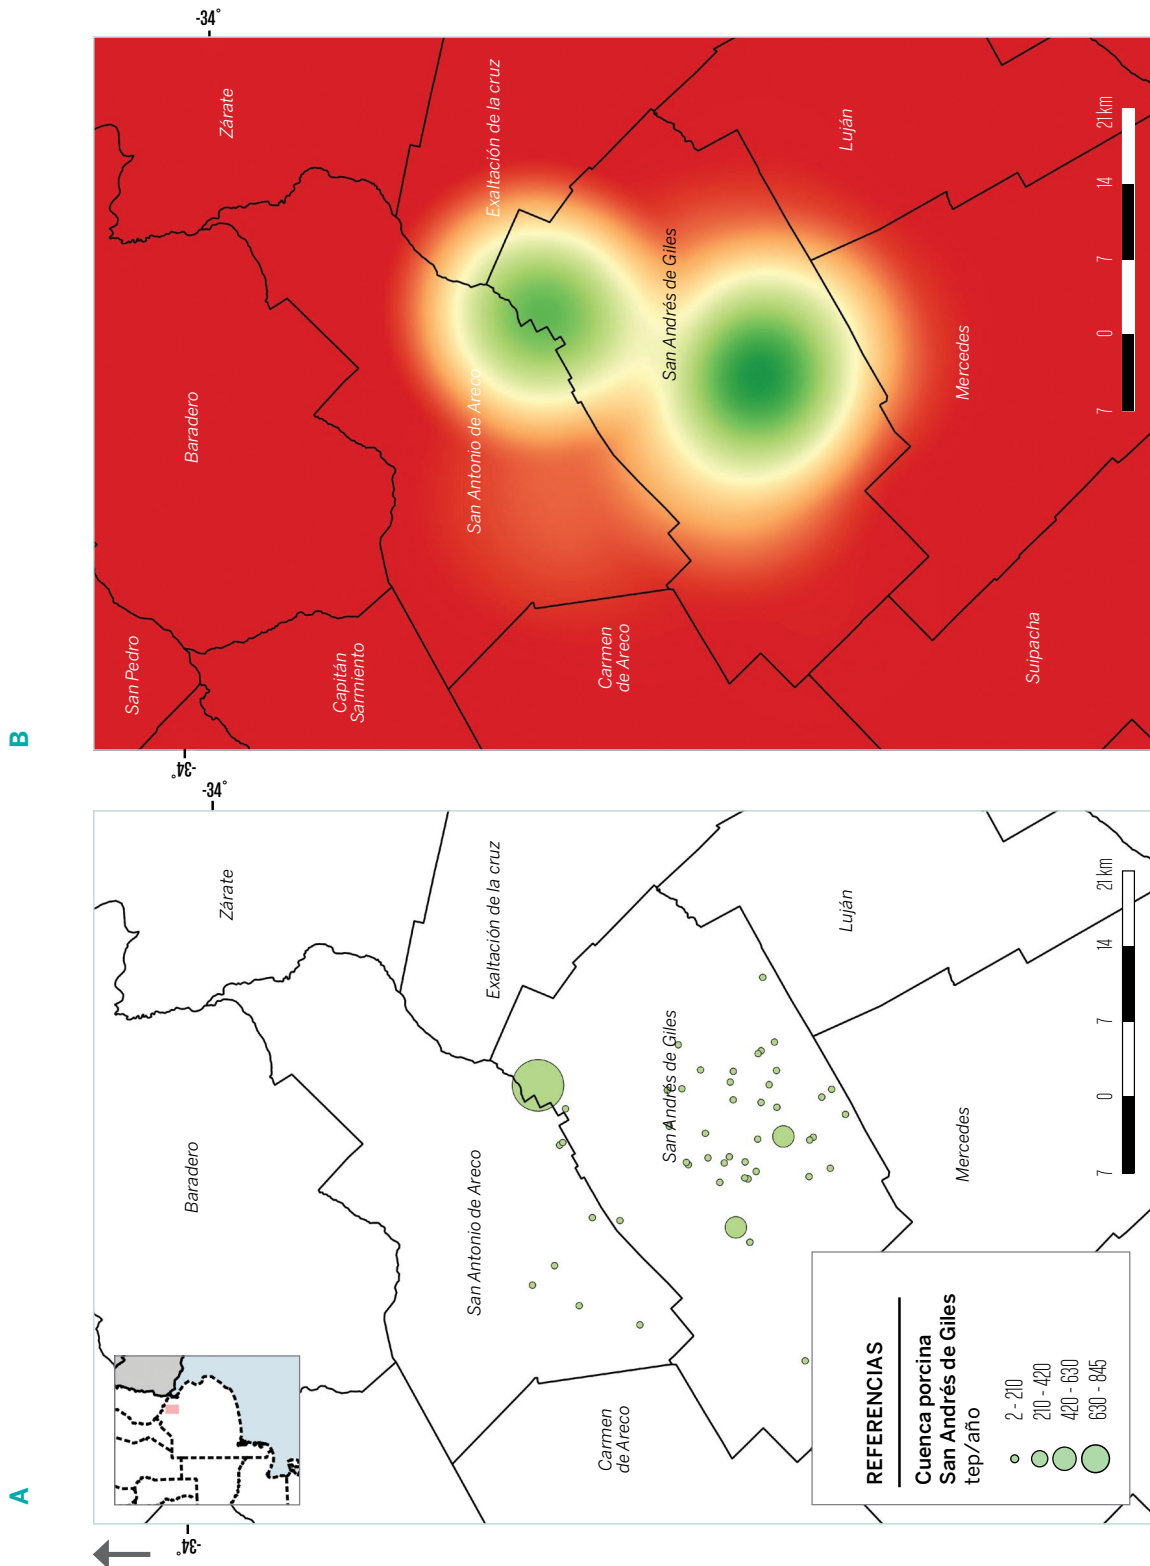 A
-34°
-34°
Zárate
Baradero
Exaltación de la cruz
San Antonio de Areco
San Andrés de Giles
Luján
Mercedes
Carmen
de Areco
REFERENCIAS
Cuenca porcina
San Andrés de Giles
tep/año
2 - 210
210 - 420
420 - 630
630 - 845
7
0
7
14
21 km
B
-34°
-34°
San Pedro
Baradero
Zárate
Capitán
Sarmiento
San Antonio de Areco
Exaltación de la cruz
Carmen
de Areco
San Andrés de Giles
Luján
Mercedes
Suipacha
7
0
7
14
21 km